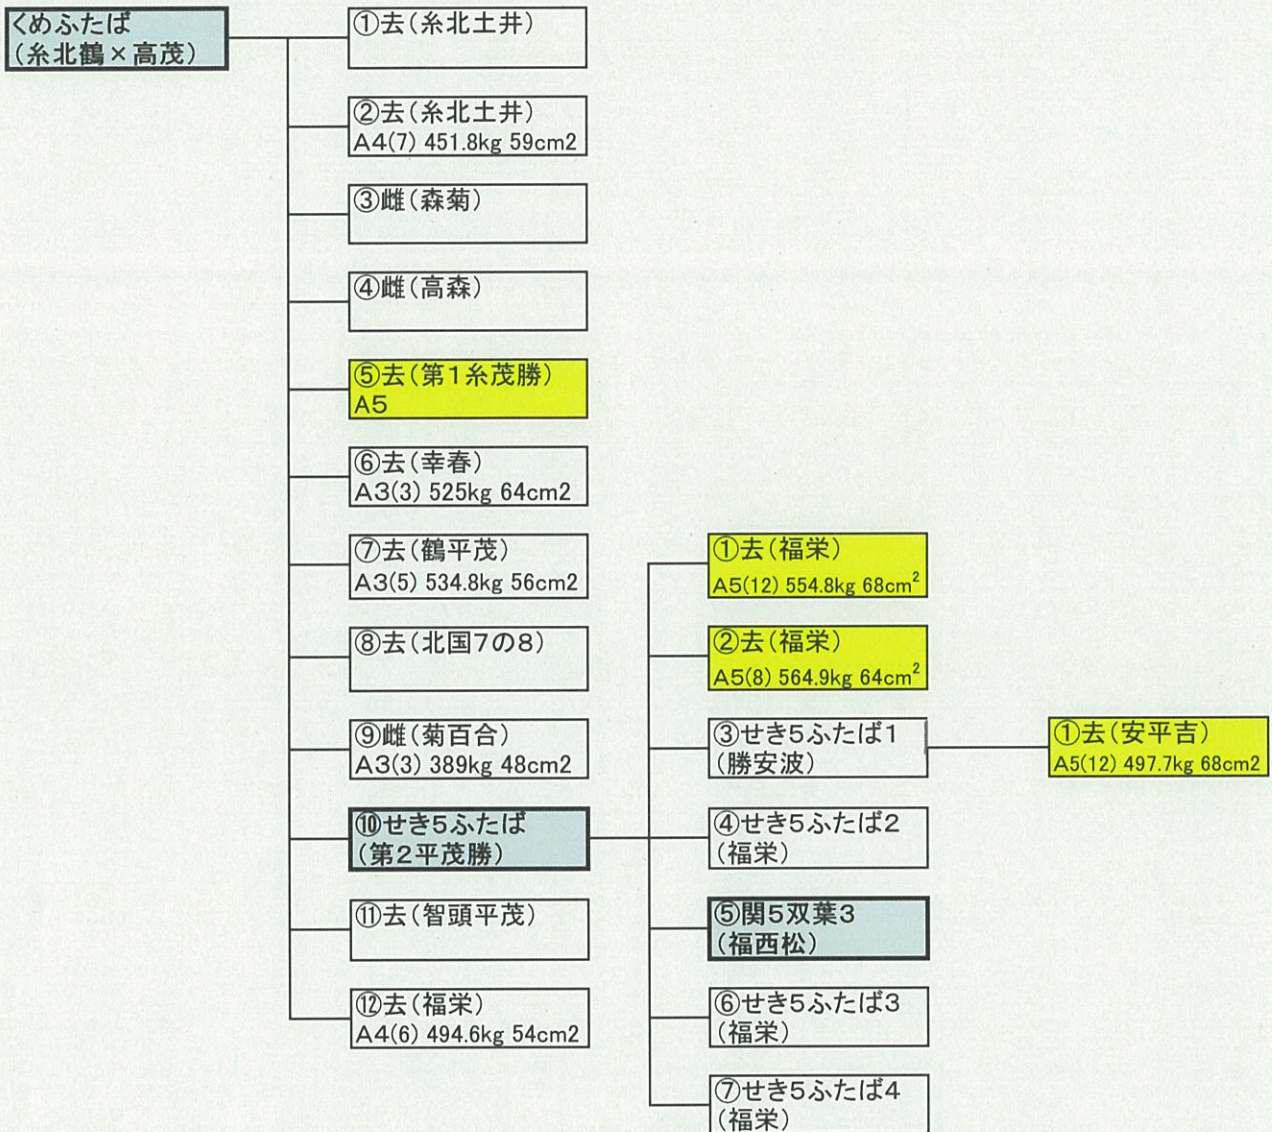 くめふたば
(糸北鶴×高茂)
①去(糸北土井)
②去(糸北土井)
A4(7) 451.8kg 59cm2
③雌(森菊)
④雌(高森)
⑤去(第1糸茂勝)
A5
⑥去(幸春)
A3(3) 525kg 64cm2
⑦去(鶴平茂)
A3(5) 534.8kg 56cm2
⑧去(北国7の8)
⑨雌(菊百合)
A3(3) 389kg 48cm2
⑩せき5ふたば
(第2平茂勝)
⑪去(智頭平茂)
⑫去(福栄)
A4(6) 494.6kg 54cm2
①去(福栄)
A5(12) 554.8kg 68cm²
②去(福栄)
A5(8) 564.9kg 64cm²
③せき5ふたば1
(勝安波)
④せき5ふたば2
(福栄)
⑤関5双葉3
(福西松)
⑥せき5ふたば3
(福栄)
⑦せき5ふたば4
(福栄)
①去(安平吉)
A5(12) 497.7kg 68cm2